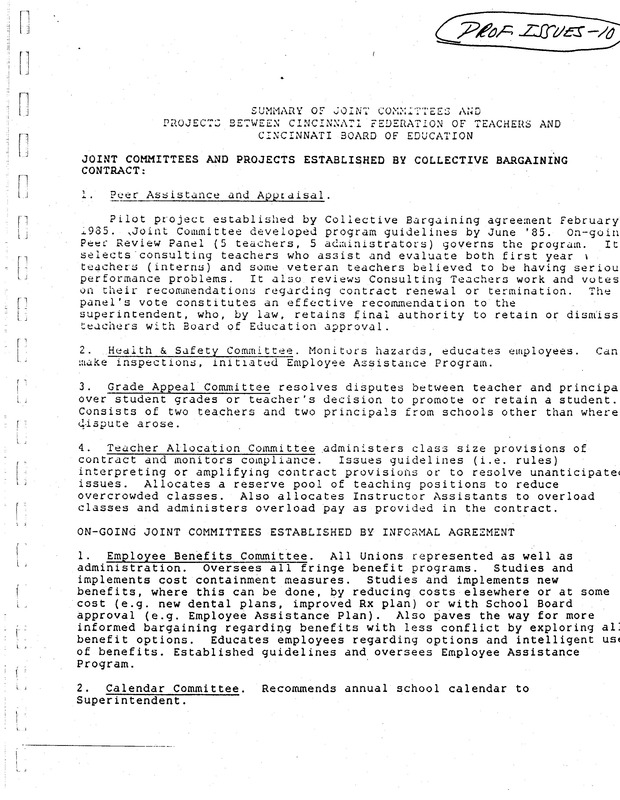 PROF. ISSUES-10
SUMMARY OF JOINT COMMITTEES AND
PROJECTS BETWEEN CINCINNATI FEDERATION OF TEACHERS AND
CINCINNATI BOARD OF EDUCATION
JOINT COMMITTEES AND PROJECTS ESTABLISHED BY COLLECTIVE BARGAINING
CONTRACT:
1. Peer Assistance and Appraisal.
Pilot project established by Collective Bargaining agreement February
1985. Joint Committee developed program guidelines by June '85. On-goin
Peer Review Panel (5 teachers, 5 administrators) governs the program. It
selects consulting teachers who assist and evaluate both first year
teachers (interns) and some veteran teachers believed to be having seriou
performance problems. It also reviews Consulting Teachers work and votes
on their recommendations regarding contract renewal or termination. The
panel's vote constitutes an effective recommendation to the
superintendent, who, by law, retains final authority to retain or dismiss
teachers with Board of Education approval.
2. Health & Safety Committee. Monitors hazards, educates employees. Can
make inspections, initiated Employee Assistance Program.
3. Grade Appeal Committee resolves disputes between teacher and principa
over student grades or teacher's decision to promote or retain a student.
Consists of two teachers and two principals from schools other than where
dispute arose.
4. Teacher Allocation Committee administers class size provisions of
contract and monitors compliance. Issues guidelines (i.e. rules)
interpreting or amplifying contract provisions or to resolve unanticipate
issues. Allocates a reserve pool of teaching positions to reduce
overcrowded classes. Also allocates Instructor Assistants to overload
classes and administers overload pay as provided in the contract.
ON-GOING JOINT COMMITTEES ESTABLISHED BY INFORMAL AGREEMENT
1. Employee Benefits Committee. All Unions represented as well as
administration. Oversees all fringe benefit programs. Studies and
implements cost containment measures. Studies and implements new
benefits, where this can be done, by reducing costs elsewhere or at some
cost (e.g. new dental plans, improved Rx plan) or with School Board
approval (e.g. Employee Assistance Plan). Also paves the way for more
informed bargaining regarding benefits with less conflict by exploring all
benefit options. Educates employees regarding options and intelligent use
of benefits. Established guidelines and oversees Employee Assistance
Program.
2. Calendar Committee. Recommends annual school calendar to
Superintendent.